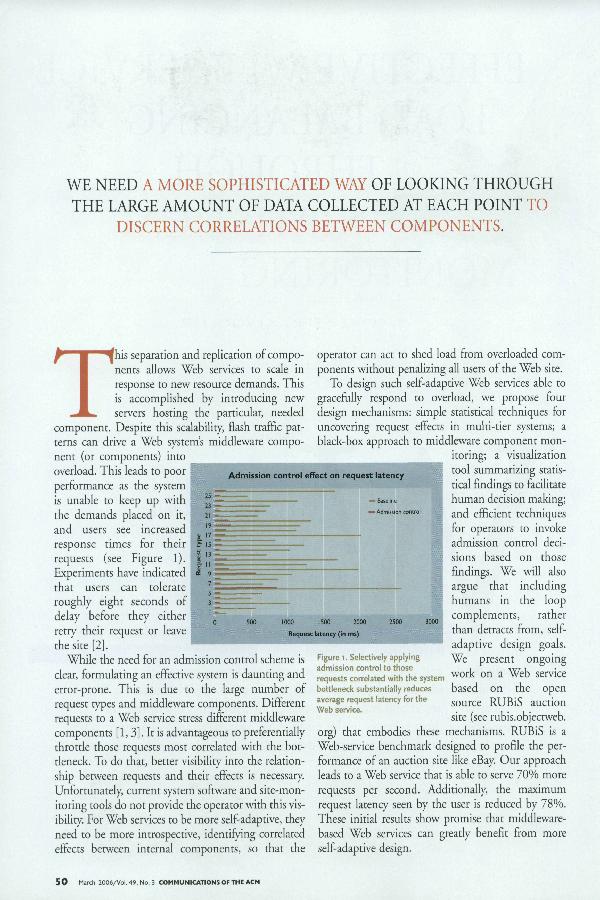 WE NEED A MORE SOPHISTICATED WAY OF LOOKING THROUGH
THE LARGE AMOUNT OF DATA COLLECTED AT EACH POINT TO
DISCERN CORRELATIONS BETWEEN COMPONENTS.
This separation and replication of compo-
nents allows Web services to scale in
response to new resource demands. This
is accomplished by introducing new
servers hosting the particular, needed
component. Despite this scalability, flash traffic pat-
terns can drive a Web system's middleware compo-
nent (or components) into
overload. This leads to poor
performance as the system
is unable to keep up with
the demands placed on it,
and users see increased
response times for their
requests (see Figure 1).
Experiments have indicated
that users can tolerate
roughly eight seconds of
delay before they either
retry their request or leave
the site [2].
While the need for an admission control scheme is
clear, formulating an effective system is daunting and
error-prone. This is due to the large number of
request types and middleware components. Different
requests to a Web service stress different middleware
components [1, 3]. It is advantageous to preferentially
throttle those requests most correlated with the bot-
tleneck. To do that, better visibility into the relation-
ship between requests and their effects is necessary.
Unfortunately, current system software and site-mon-
itoring tools do not provide the operator with this vis-
ibility. For Web services to be more self-adaptive, they
need to be more introspective, identifying correlated
effects between internal components, so that the
operator can act to shed load from overloaded com-
ponents without penalizing all users of the Web site.
To design such self-adaptive Web services able to
gracefully respond to overload, we propose four
design mechanisms: simple statistical techniques for
uncovering request effects in multi-tier systems; a
black-box approach to middleware component mon-
itoring; a visualization
tool summarizing statis-
tical findings to facilitate
human decision making;
and efficient techniques
for operators to invoke
admission control deci-
sions based on those
findings. We will also
argue that including
humans in the loop
complements, rather
than detracts from, self-
adaptive design goals.
We present ongoing
work on a Web service
based on the open
source RUBiS auction
site (see rubis.objectweb.
org) that embodies these mechanisms. RUBiS is a
Web-service benchmark designed to profile the per-
formance of an auction site like eBay. Our approach
leads to a Web service that is able to serve 70% more
requests per second. Additionally, the maximum
request latency seen by the user is reduced by 78%.
These initial results show promise that middleware-
based Web services can greatly benefit from more
self-adaptive design.
Admission control effect on request latency
Baseline
Admission control
Request type
25
23
21
19
17
15
13
11
9
7
5
3
1
0 500 1000 1500 2000 2500 3000
Request latency (in ms)
Figure 1. Selectively applying
admission control to those
requests correlated with the system
bottleneck substantially reduces
average request latency for the
Web service.
50 March 2006/Vol. 49, No. 3 COMMUNICATIONS OF THE ACM